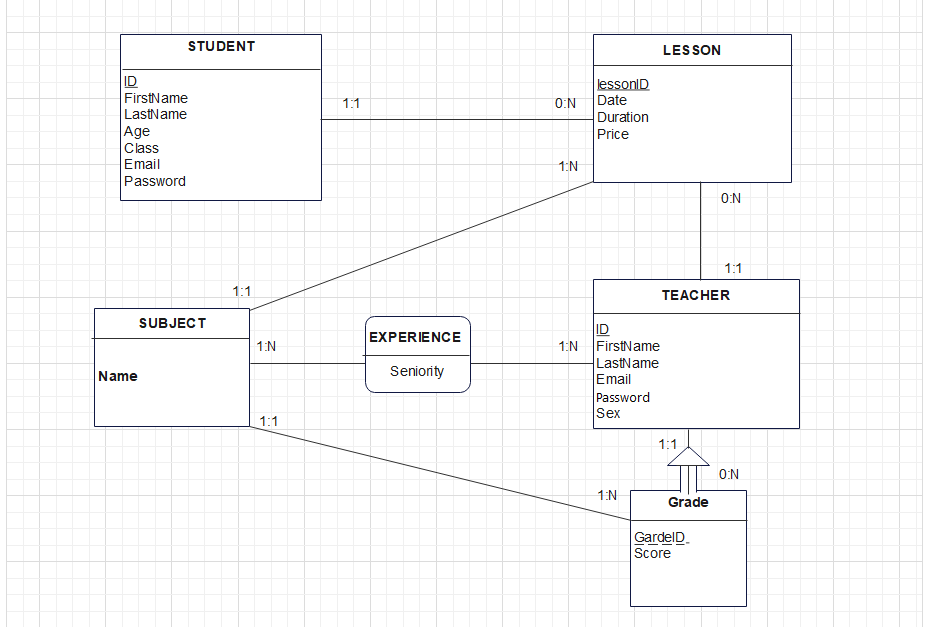 STUDENT
ID
FirstName
LastName
Age
Class
Email
Password
1:1
0:N
LESSON
lessonID
Date
Duration
Price
1:N
0:N
1:1
1:1
SUBJECT
Name
1:N
EXPERIENCE
Seniority
1:N
TEACHER
ID
FirstName
LastName
Email
Password
Sex
1:1
1:1
0:N
1:N
Grade
GardeID
Score